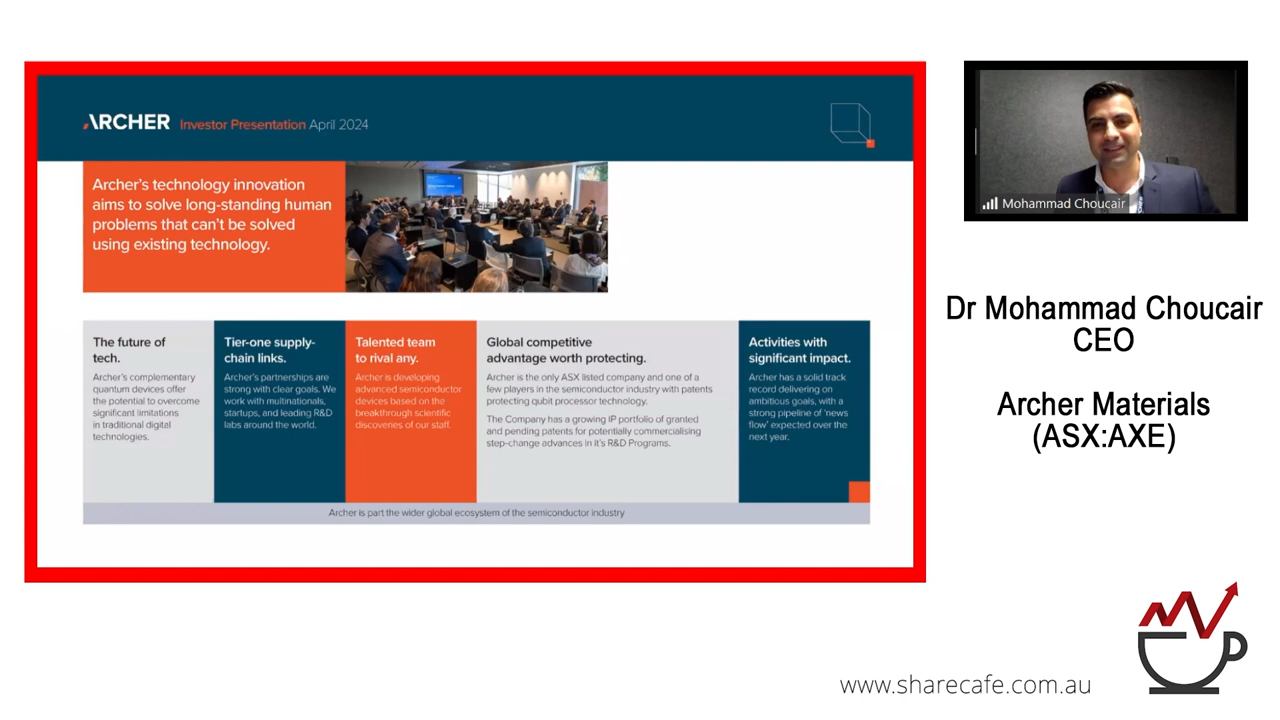 ARCHER Investor Presentation April 2024
Archer's technology innovation
aims to solve long-standing human
problems that can't be solved
using existing technology.
The future of
tech.
Archer's complementary
quantum devices offer
the potential to overcome
significant limitations
in traditional digital
technologies.
Tier-one supply-
chain links.
Archer's partnerships are
strong with clear goals. We
work with multinationals,
startups, and leading R&D
labs around the world.
Talented team
to rival any.
Archer is developing
advanced semiconductor
devices based on the
breakthrough scientific
discoveries of our staff.
Global competitive
advantage worth protecting.
Archer is the only ASX listed company and one of a
few players in the semiconductor industry with patents
protecting qubit processor technology.
The Company has a growing IP portfolio of granted
and pending patents for potentially commercialising
step-change advances in it's R&D Programs.
Activities with
significant impact.
Archer has a solid track
record delivering on
ambitious goals, with a
strong pipeline of 'news
flow' expected over the
next year.
Archer is part the wider global ecosystem of the semiconductor industry
Mohammad Choucair
Dr Mohammad Choucair
CEO
Archer Materials
(ASX:AXE)
www.sharecafe.com.au